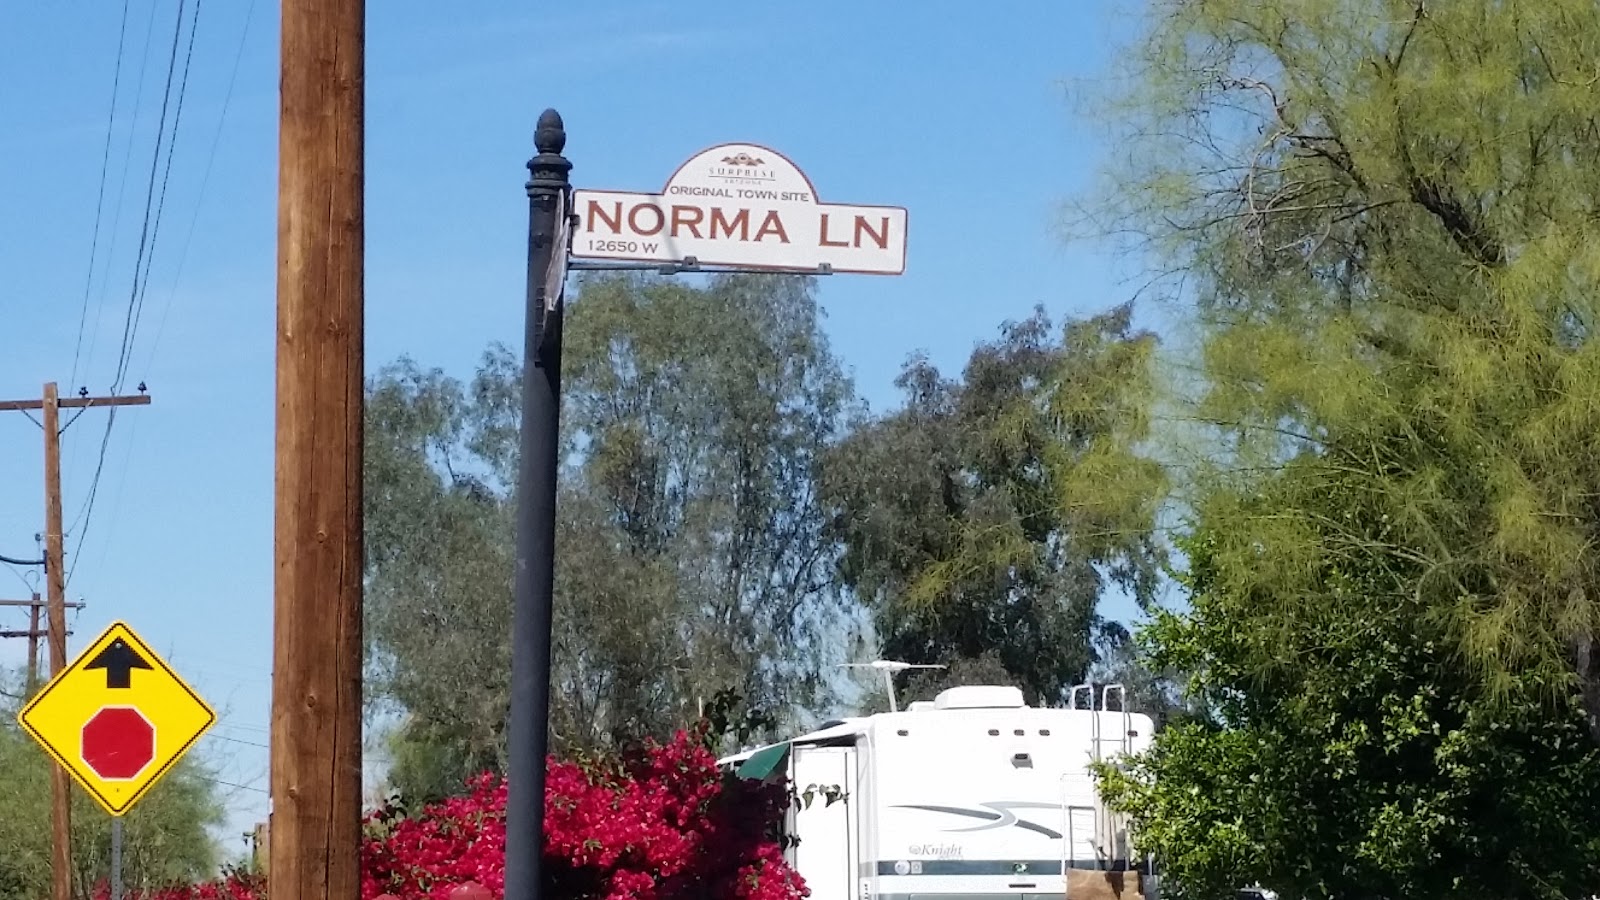 SURPRISE
ARIZONA
ORIGINAL TOWN SITE
NORMA LN
12650 W
Knight